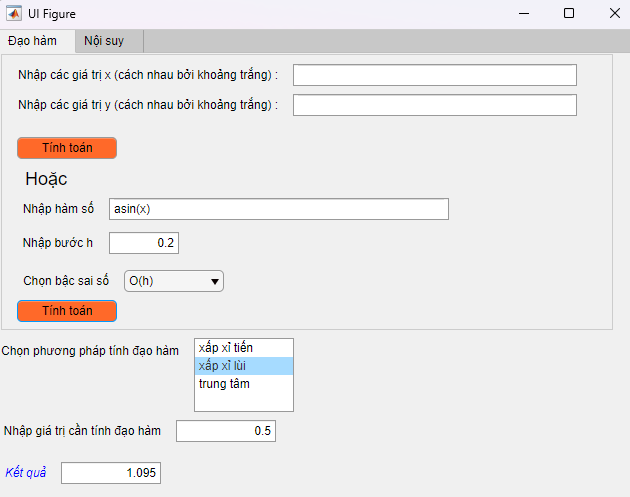 UI Figure
Đạo hàm Nội suy
Nhập các giá trị x (cách nhau bởi khoảng trắng) :
Nhập các giá trị y (cách nhau bởi khoảng trắng) :
Tính toán
Hoặc
Nhập hàm số asin(x)
Nhập bước h 0.2
Chọn bậc sai số O(h)
Tính toán
Chọn phương pháp tính đạo hàm xấp xỉ tiến
xấp xỉ lùi
trung tâm
Nhập giá trị cần tính đạo hàm 0.5
Kết quả 1.095